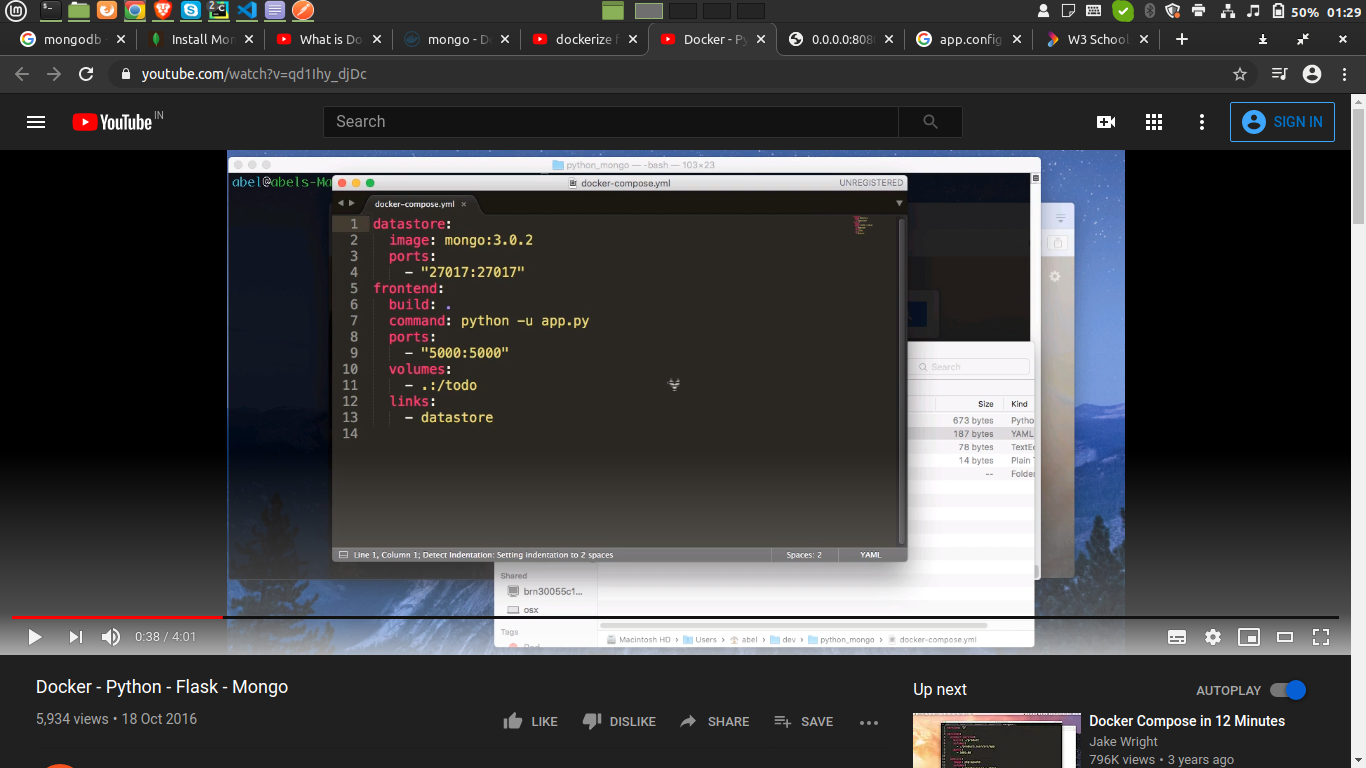 50% 01:29
mongodb
Install Mon
What is Do
mongo - Do
dockerize f
Docker - Py
0.0.0.0:808
app.config
W3 School
youtube.com/watch?v=qd1Ihy_djDc
YouTube IN
Search
SIGN IN
python_mongo — -bash — 103×23
abel@abels-Ma
docker-compose.yml
UNREGISTERED
docker-compose.yml
1 datastore:
2 image: mongo:3.0.2
3 ports:
4 - "27017:27017"
5 frontend:
6 build: .
7 command: python -u app.py
8 ports:
9 - "5000:5000"
10 volumes:
11 - .:/todo
12 links:
13 - datastore
14
Line 1, Column 1; Detect Indentation: Setting indentation to 2 spaces
Spaces: 2
YAML
Search
Size Kind
673 bytes Pytho
187 bytes YAML
78 bytes TextE
14 bytes Plain
-- Folde
Shared
brn30055c1...
osx
Tags
Red
Macintosh HD › Users › abel › dev › python_mongo › docker-compose.yml
0:38 / 4:01
Docker - Python - Flask - Mongo
5,934 views • 18 Oct 2016
LIKE
DISLIKE
SHARE
SAVE
Up next
AUTOPLAY
Docker Compose in 12 Minutes
Jake Wright
796K views • 3 years ago